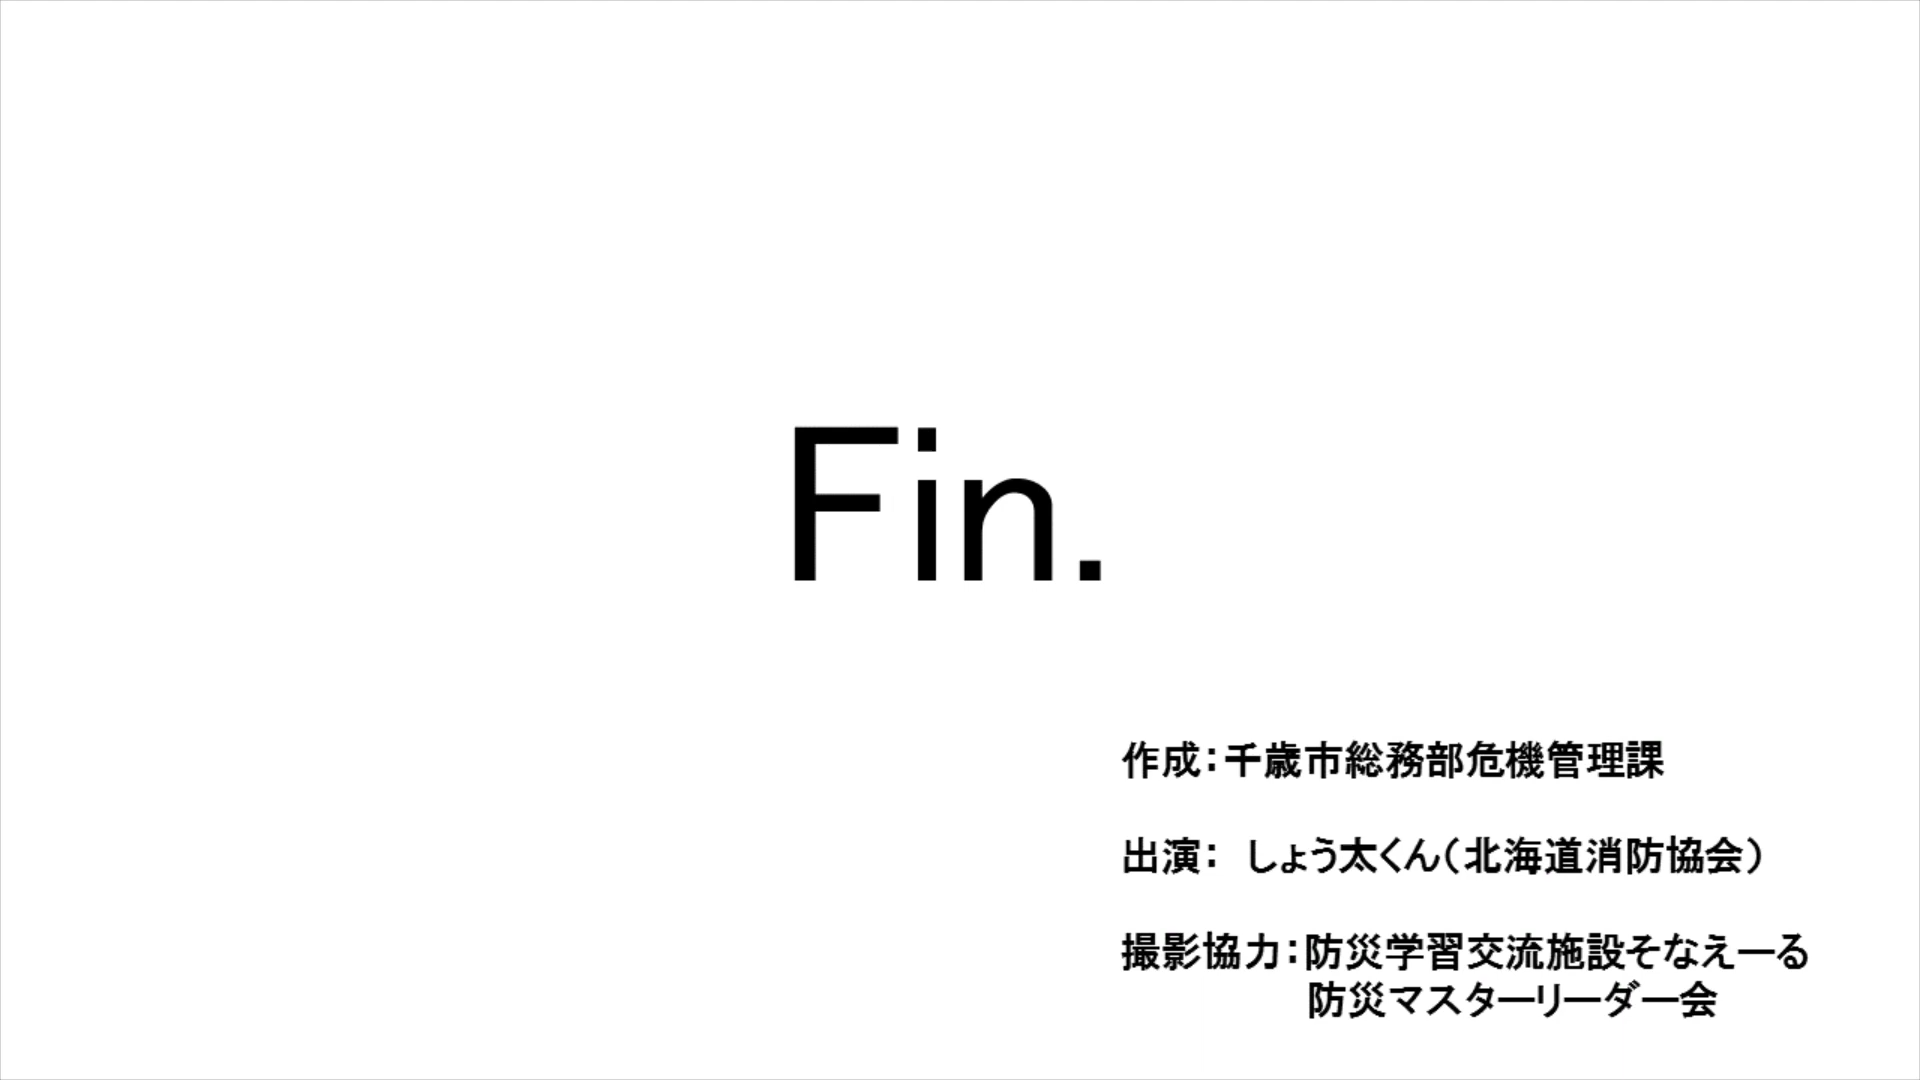 Fin.
作成：千歳市総務部危機管理課
出演： しょう太くん（北海道消防協会）
撮影協力：防災学習交流施設そなえーる
防災マスターリーダー会